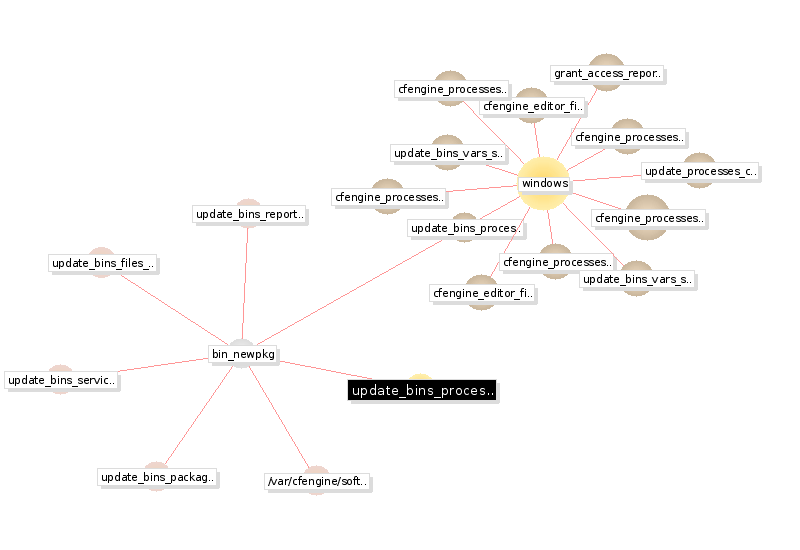 grant_access_repor..
cfengine_processes..
cfengine_editor_fi..
cfengine_processes..
update_bins_vars_s..
update_processes_c..
windows
cfengine_processes..
update_bins_report..
cfengine_processes..
update_bins_proces..
update_bins_files_..
cfengine_processes..
update_bins_vars_s..
cfengine_editor_fi..
bin_newpkg
update_bins_servic..
update_bins_proces..
update_bins_packag..
/var/cfengine/soft..